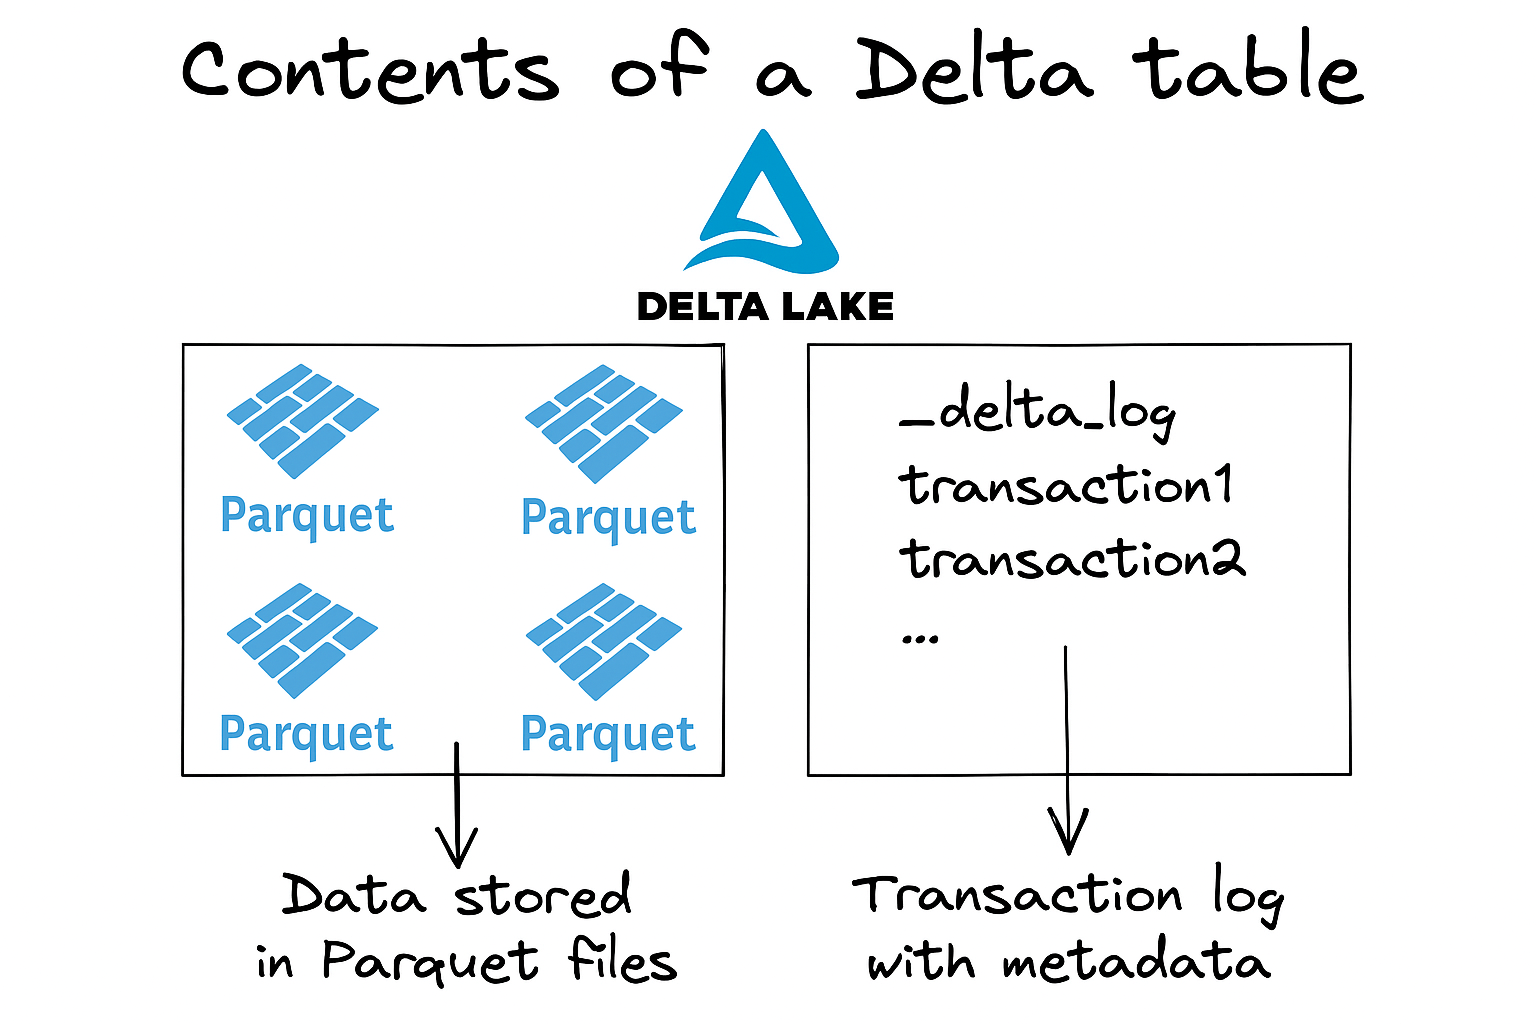 Contents of a Delta table
DELTA LAKE
Parquet
Parquet
Parquet
Parquet
_delta_log
transaction1
transaction2
...
Data stored
in Parquet files
Transaction log
with metadata